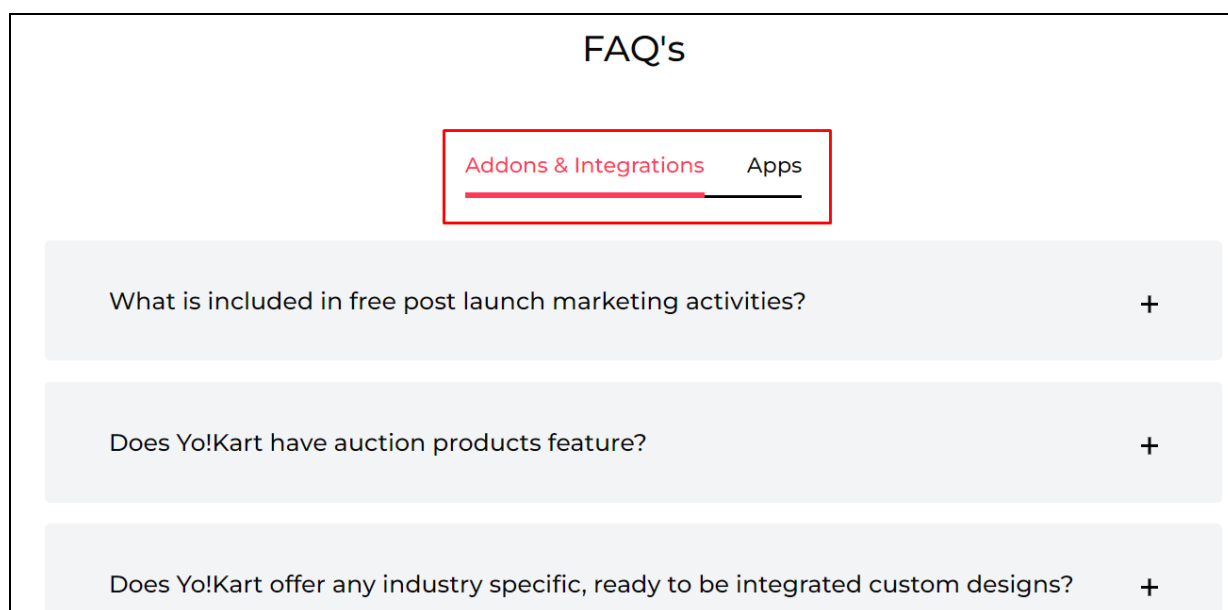 FAQ's
Addons & Integrations Apps
What is included in free post launch marketing activities? +
Does Yo!Kart have auction products feature? +
Does Yo!Kart offer any industry specific, ready to be integrated custom designs? +